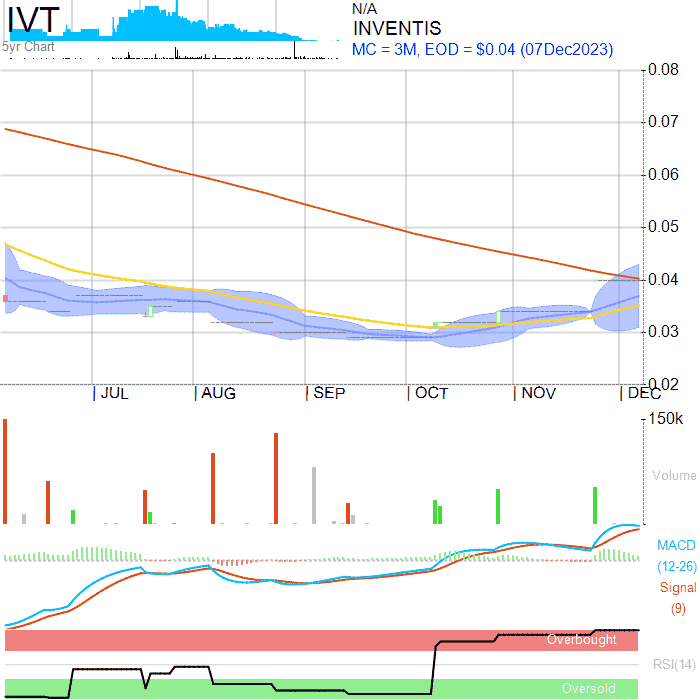 IVT
5yr Chart
N/A
INVENTIS
MC = 3M, EOD = $0.04 (07Dec2023)
0.08
0.07
0.06
0.05
0.04
0.03
0.02
JUL AUG SEP OCT NOV DEC
150k
Volume
MACD
(12-26)
Signal
(9)
Overbought
RSI(14)
Oversold